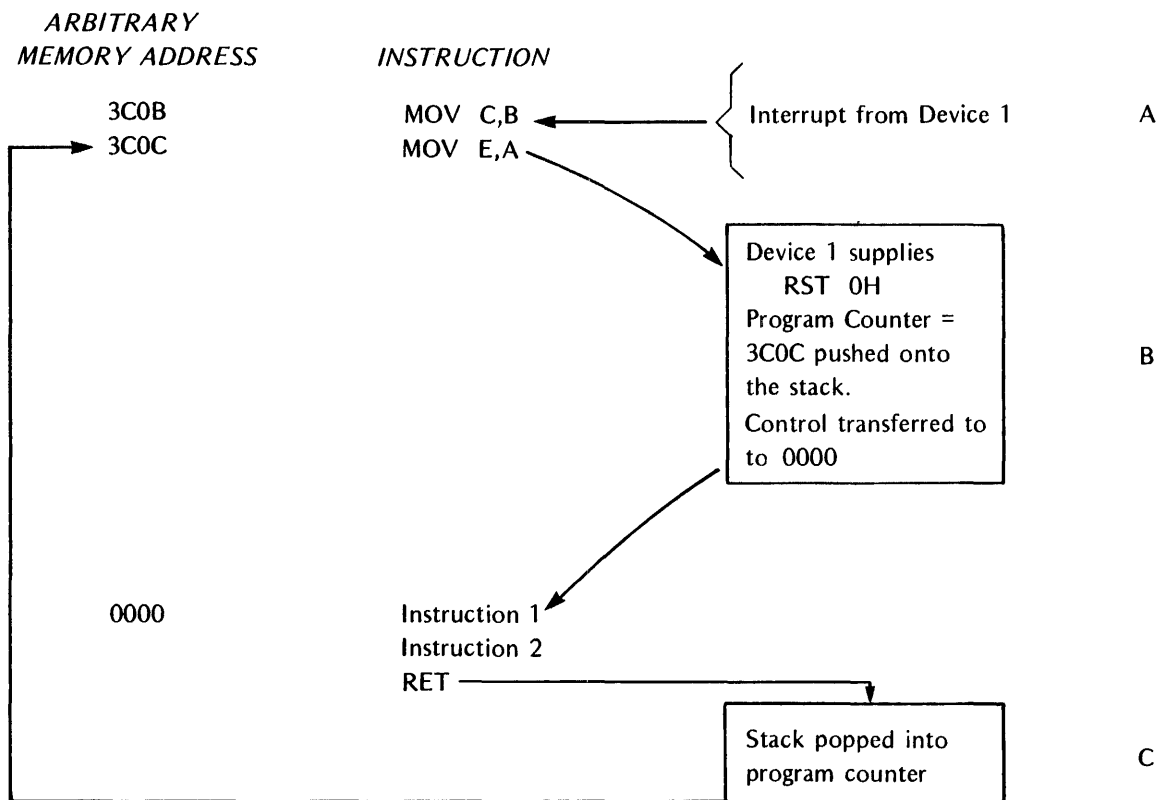 ARBITRARY
MEMORY ADDRESS INSTRUCTION
3C0B MOV C,B Interrupt from Device 1 A
3C0C MOV E,A
Device 1 supplies
RST 0H
Program Counter =
3C0C pushed onto B
the stack.
Control transferred to
to 0000
0000 Instruction 1
Instruction 2
RET
Stack popped into
program counter C